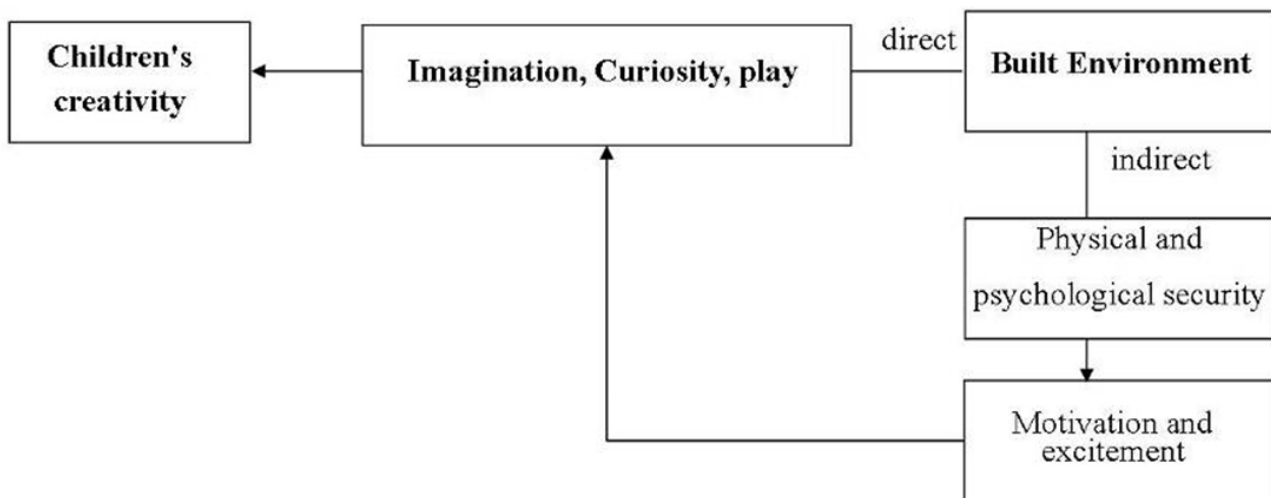 Children's
creativity
Imagination, Curiosity, play
direct
Built Environment
indirect
Physical and
psychological security
Motivation and
excitement